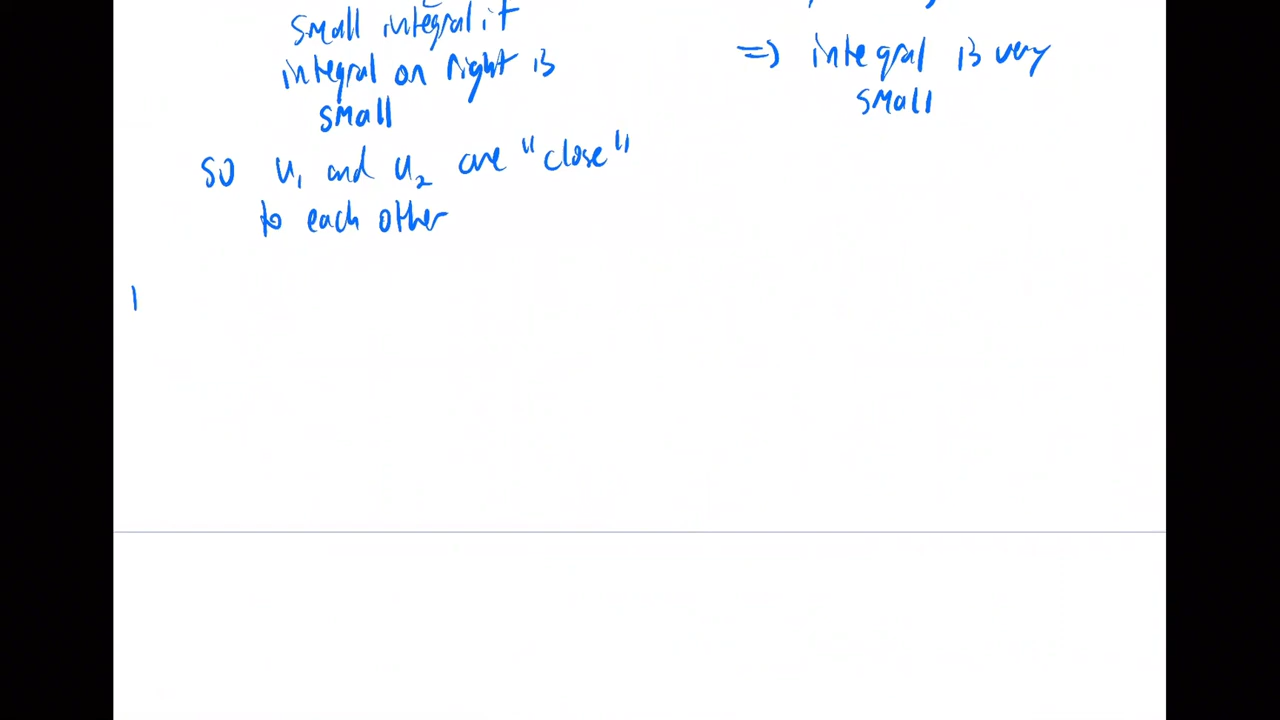 small integral if
integral on right is
small
so u₁ and u₂ are "close"
to each other
⇒ integral is very
small